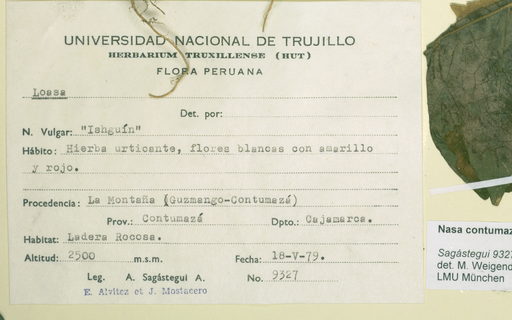 UNIVERSIDAD NACIONAL DE TRUJILLO
HERBARIUM TRUXILLENSE (HUT)
FLORA PERUANA
Loasa
Det. por:
N. Vulgar: "Ishguín"
Hábito: Hierba urticante, flores blancas con amarillo
y rojo.
Procedencia: La Montaña (Guzmango-Contumazá)
Prov.: Contumazá Dpto.: Cajamarca.
Habitat: Ladera Rocosa.
Altitud: 2500 m.s.m. Fecha: 18-V-79.
Leg. A. Sagástegui A. No. 9327
E. Alvitez et J. Mostacero
Nasa contumaz
Sagástegui 9327
det. M. Weigend
LMU München